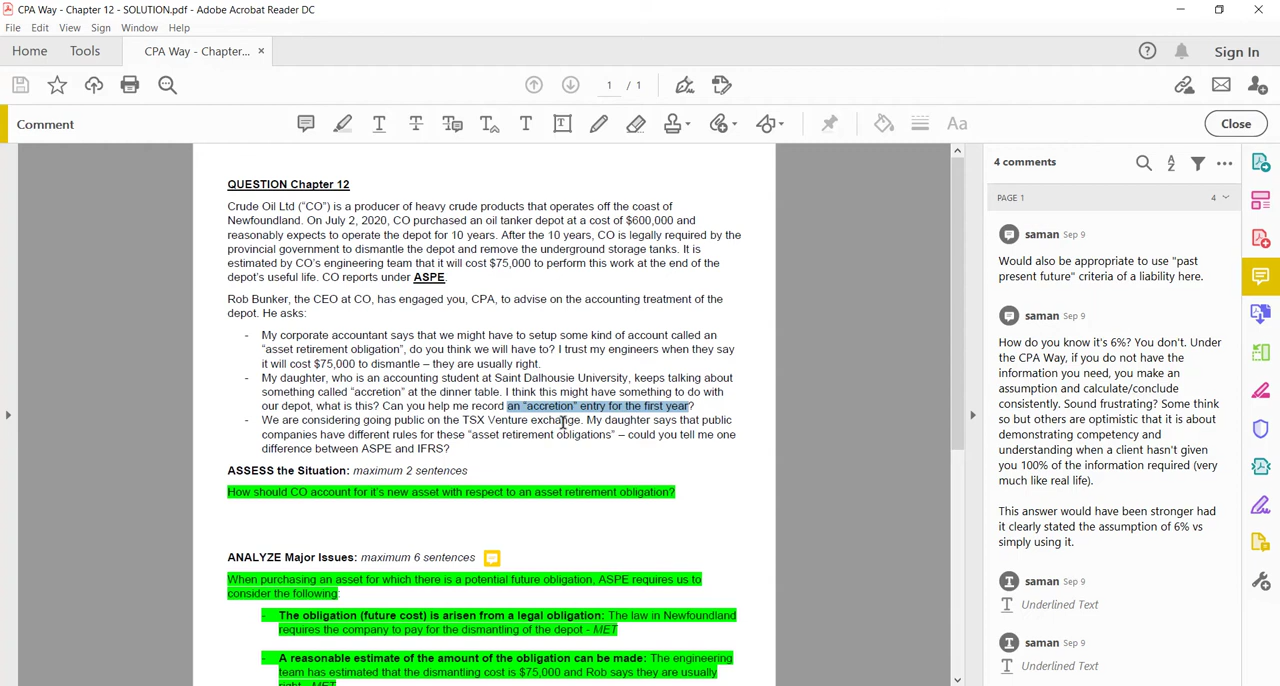 CPA Way - Chapter 12 - SOLUTION.pdf - Adobe Acrobat Reader DC
File Edit View Sign Window Help
Home Tools CPA Way - Chapter... × Sign In
1 / 1
Comment
Close
QUESTION Chapter 12
Crude Oil Ltd ("CO") is a producer of heavy crude products that operates off the coast of
Newfoundland. On July 2, 2020, CO purchased an oil tanker depot at a cost of $600,000 and
reasonably expects to operate the depot for 10 years. After the 10 years, CO is legally required by the
provincial government to dismantle the depot and remove the underground storage tanks. It is
estimated by CO's engineering team that it will cost $75,000 to perform this work at the end of the
depot's useful life. CO reports under ASPE.
Rob Bunker, the CEO at CO, has engaged you, CPA, to advise on the accounting treatment of the
depot. He asks:
- My corporate accountant says that we might have to setup some kind of account called an
"asset retirement obligation", do you think we will have to? I trust my engineers when they say
it will cost $75,000 to dismantle – they are usually right.
- My daughter, who is an accounting student at Saint Dalhousie University, keeps talking about
something called "accretion" at the dinner table. I think this might have something to do with
our depot, what is this? Can you help me record an "accretion" entry for the first year?
- We are considering going public on the TSX Venture exchange. My daughter says that public
companies have different rules for these "asset retirement obligations" – could you tell me one
difference between ASPE and IFRS?
ASSESS the Situation: maximum 2 sentences
How should CO account for it's new asset with respect to an asset retirement obligation?
ANALYZE Major Issues: maximum 6 sentences
When purchasing an asset for which there is a potential future obligation, ASPE requires us to
consider the following:
- The obligation (future cost) is arisen from a legal obligation: The law in Newfoundland
requires the company to pay for the dismantling of the depot - MET
- A reasonable estimate of the amount of the obligation can be made: The engineering
team has estimated that the dismantling cost is $75,000 and Rob says they are usually
right - MET
4 comments
PAGE 1 4
saman Sep 9
Would also be appropriate to use "past
present future" criteria of a liability here.
saman Sep 9
How do you know it's 6%? You don't. Under
the CPA Way, if you do not have the
information you need, you make an
assumption and calculate/conclude
consistently. Sound frustrating? Some think
so but others are optimistic that it is about
demonstrating competency and
understanding when a client hasn't given
you 100% of the information required (very
much like real life).
This answer would have been stronger had
it clearly stated the assumption of 6% vs
simply using it.
saman Sep 9
Underlined Text
saman Sep 9
Underlined Text